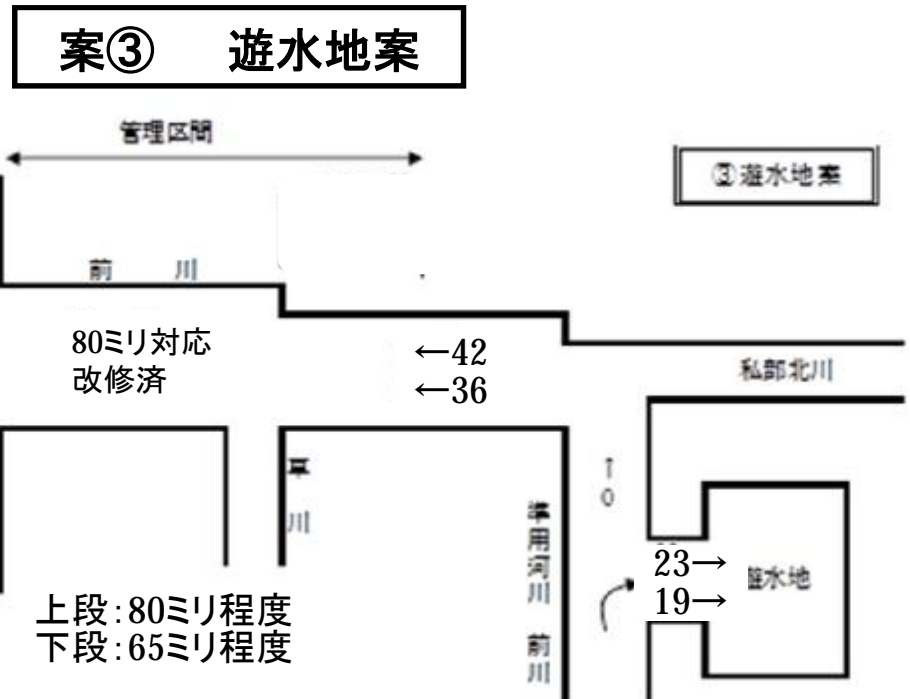 案③ 遊水地案
管理区間
③遊水地案
前 川
80ミリ対応
改修済
←42
←36
私部北川
草川
↑
0
準用河川 前川
23→
19→
遊水地
上段:80ミリ程度
下段:65ミリ程度